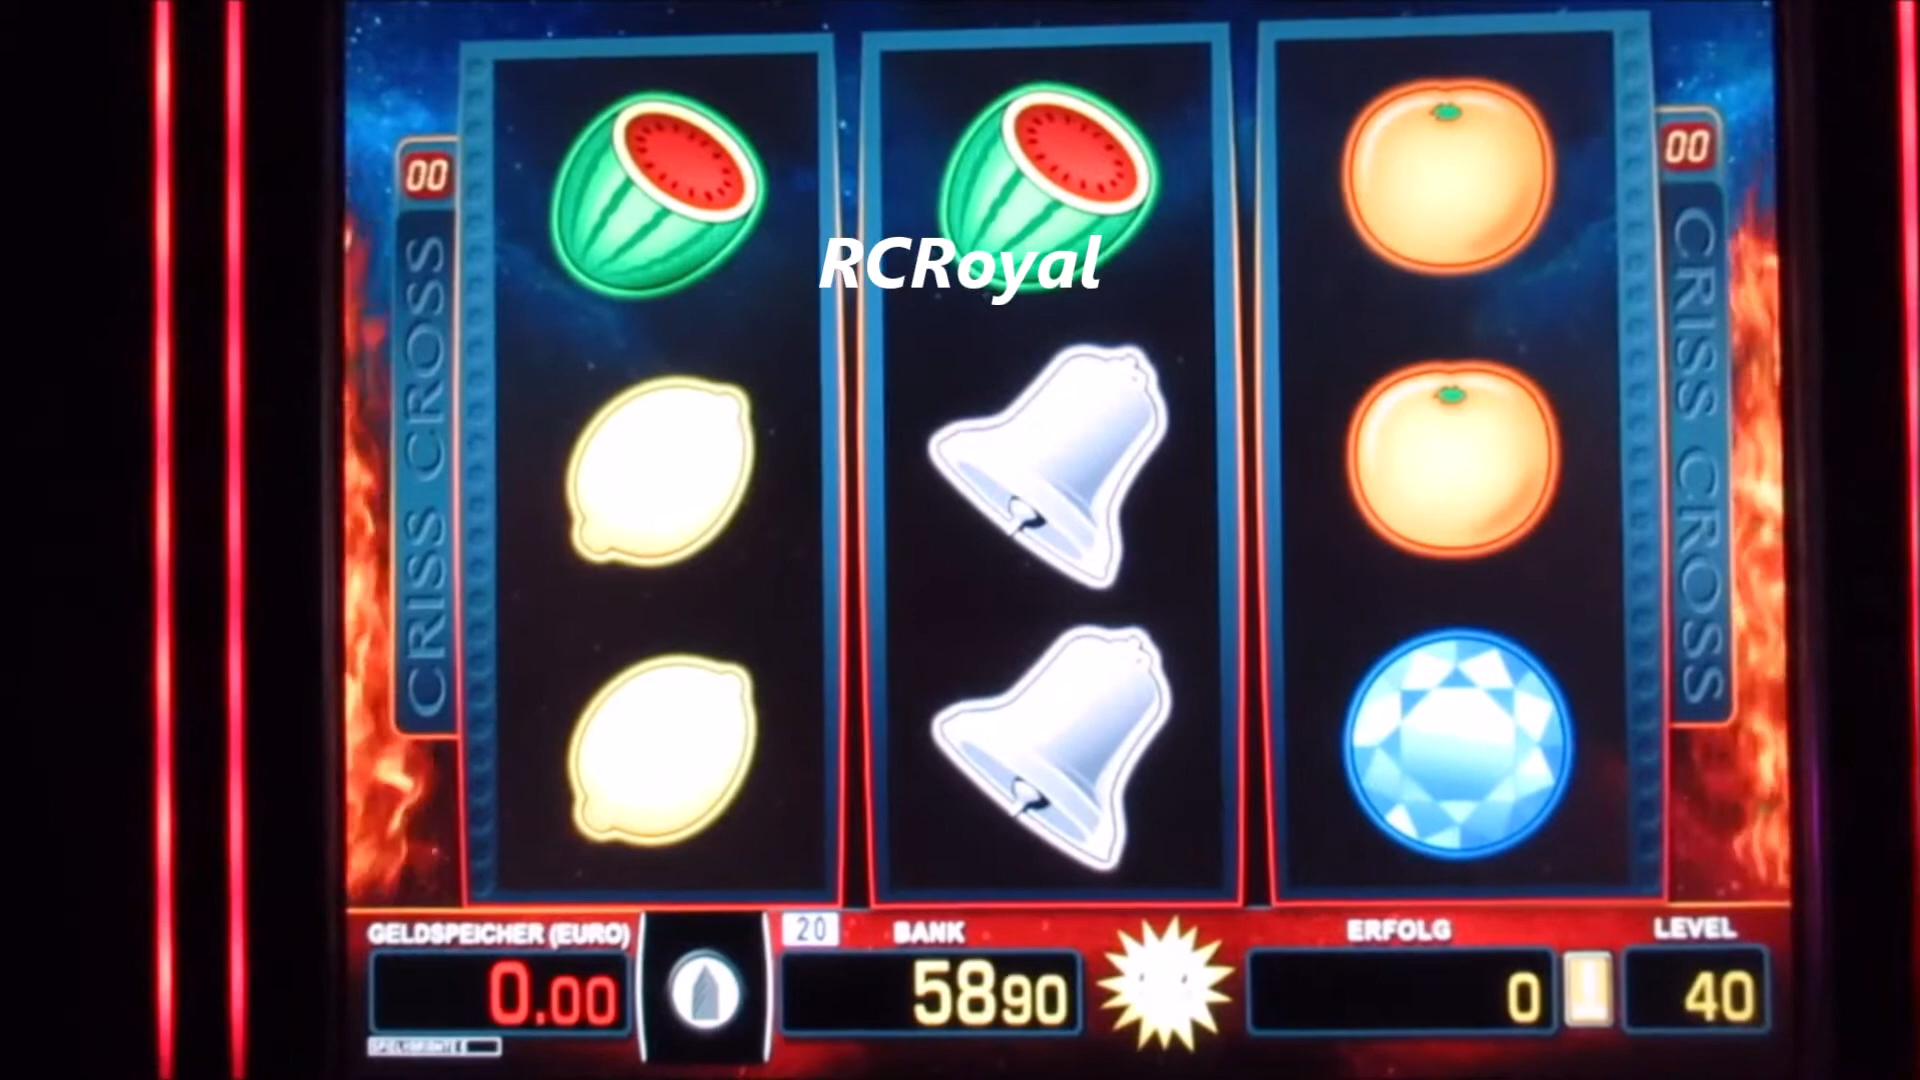 00
00
CRISS CROSS
CRISS CROSS
RCRoyal
GELDSPEICHER (EURO)
20
BANK
ERFOLG
LEVEL
0.00
5890
0
40